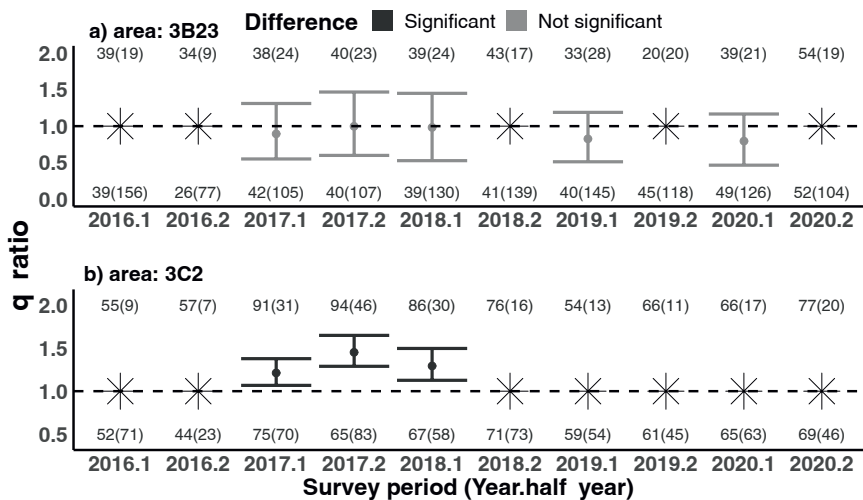 Difference Significant Not significant
a) area: 3B23
2.0 39(19) 34(9) 38(24) 40(23) 39(24) 43(17) 33(28) 20(20) 39(21) 54(19)
1.5
1.0
0.5
0.0 39(156) 26(77) 42(105) 40(107) 39(130) 41(139) 40(145) 45(118) 49(126) 52(104)
2016.1 2016.2 2017.1 2017.2 2018.1 2018.2 2019.1 2019.2 2020.1 2020.2
q ratio
b) area: 3C2
2.0 55(9) 57(7) 91(31) 94(46) 86(30) 76(16) 54(13) 66(11) 66(17) 77(20)
1.5
1.0
0.5 52(71) 44(23) 75(70) 65(83) 67(58) 71(73) 59(54) 61(45) 65(63) 69(46)
2016.1 2016.2 2017.1 2017.2 2018.1 2018.2 2019.1 2019.2 2020.1 2020.2
Survey period (Year.half year)